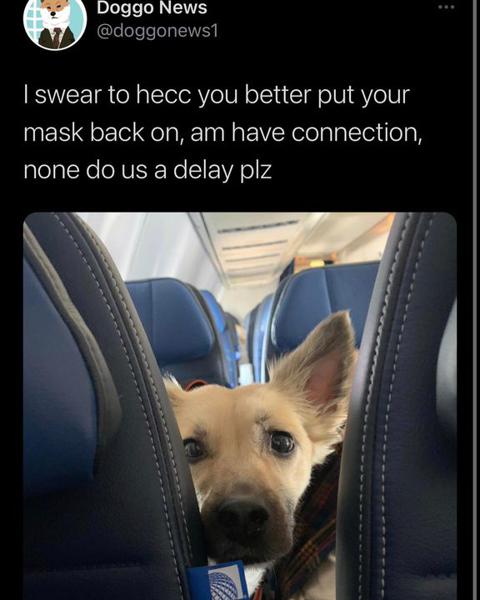 Doggo News
@doggonews1
I swear to hecc you better put your
mask back on, am have connection,
none do us a delay plz